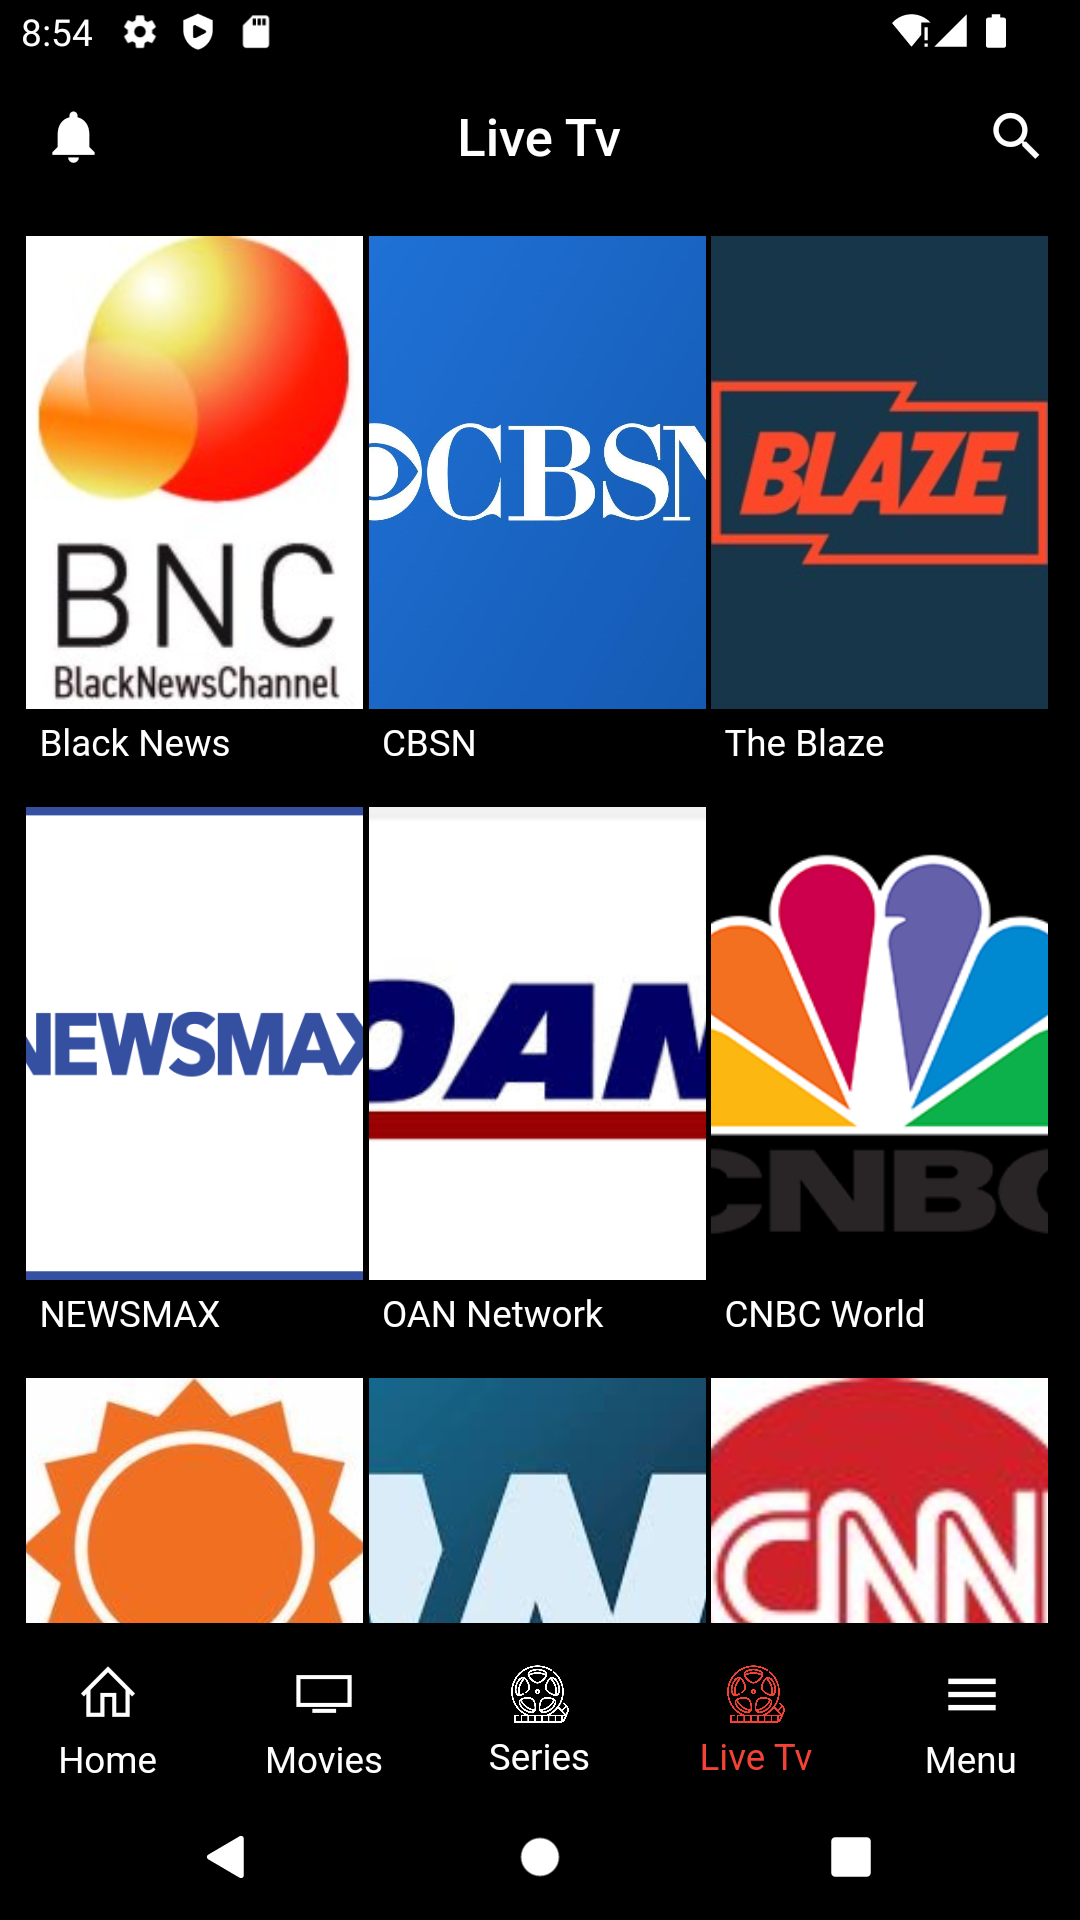 8:54
Live Tv
BNC
BlackNewsChannel
CBSN
BLAZE
Black News
CBSN
The Blaze
NEWSMAX
OAN
CNBC
NEWSMAX
OAN Network
CNBC World
CNN
Home
Movies
Series
Live Tv
Menu